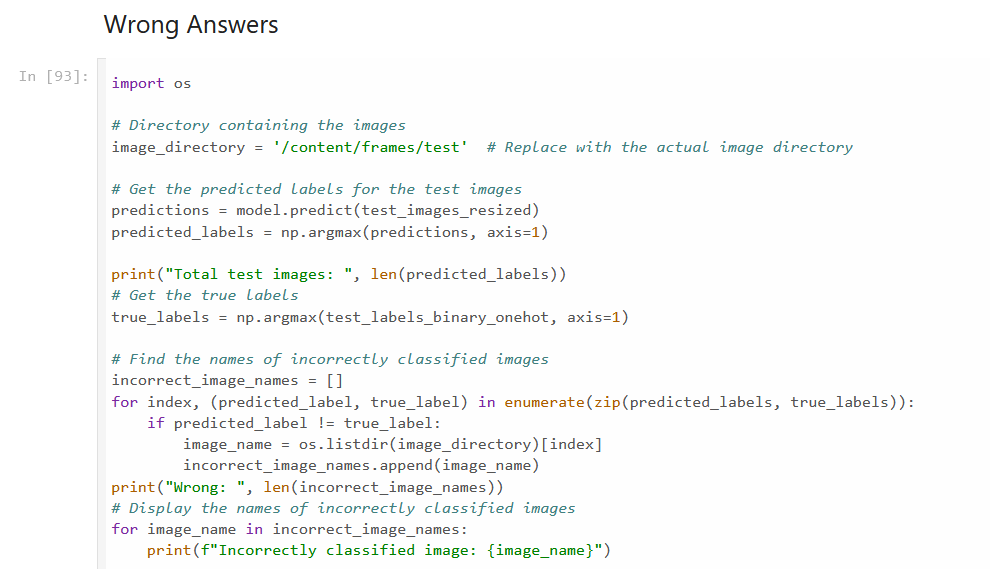 Wrong Answers
In [93]:
import os
# Directory containing the images
image_directory = '/content/frames/test'  # Replace with the actual image directory
# Get the predicted labels for the test images
predictions = model.predict(test_images_resized)
predicted_labels = np.argmax(predictions, axis=1)
print("Total test images: ", len(predicted_labels))
# Get the true labels
true_labels = np.argmax(test_labels_binary_onehot, axis=1)
# Find the names of incorrectly classified images
incorrect_image_names = []
for index, (predicted_label, true_label) in enumerate(zip(predicted_labels, true_labels)):
    if predicted_label != true_label:
        image_name = os.listdir(image_directory)[index]
        incorrect_image_names.append(image_name)
print("Wrong: ", len(incorrect_image_names))
# Display the names of incorrectly classified images
for image_name in incorrect_image_names:
    print(f"Incorrectly classified image: {image_name}")